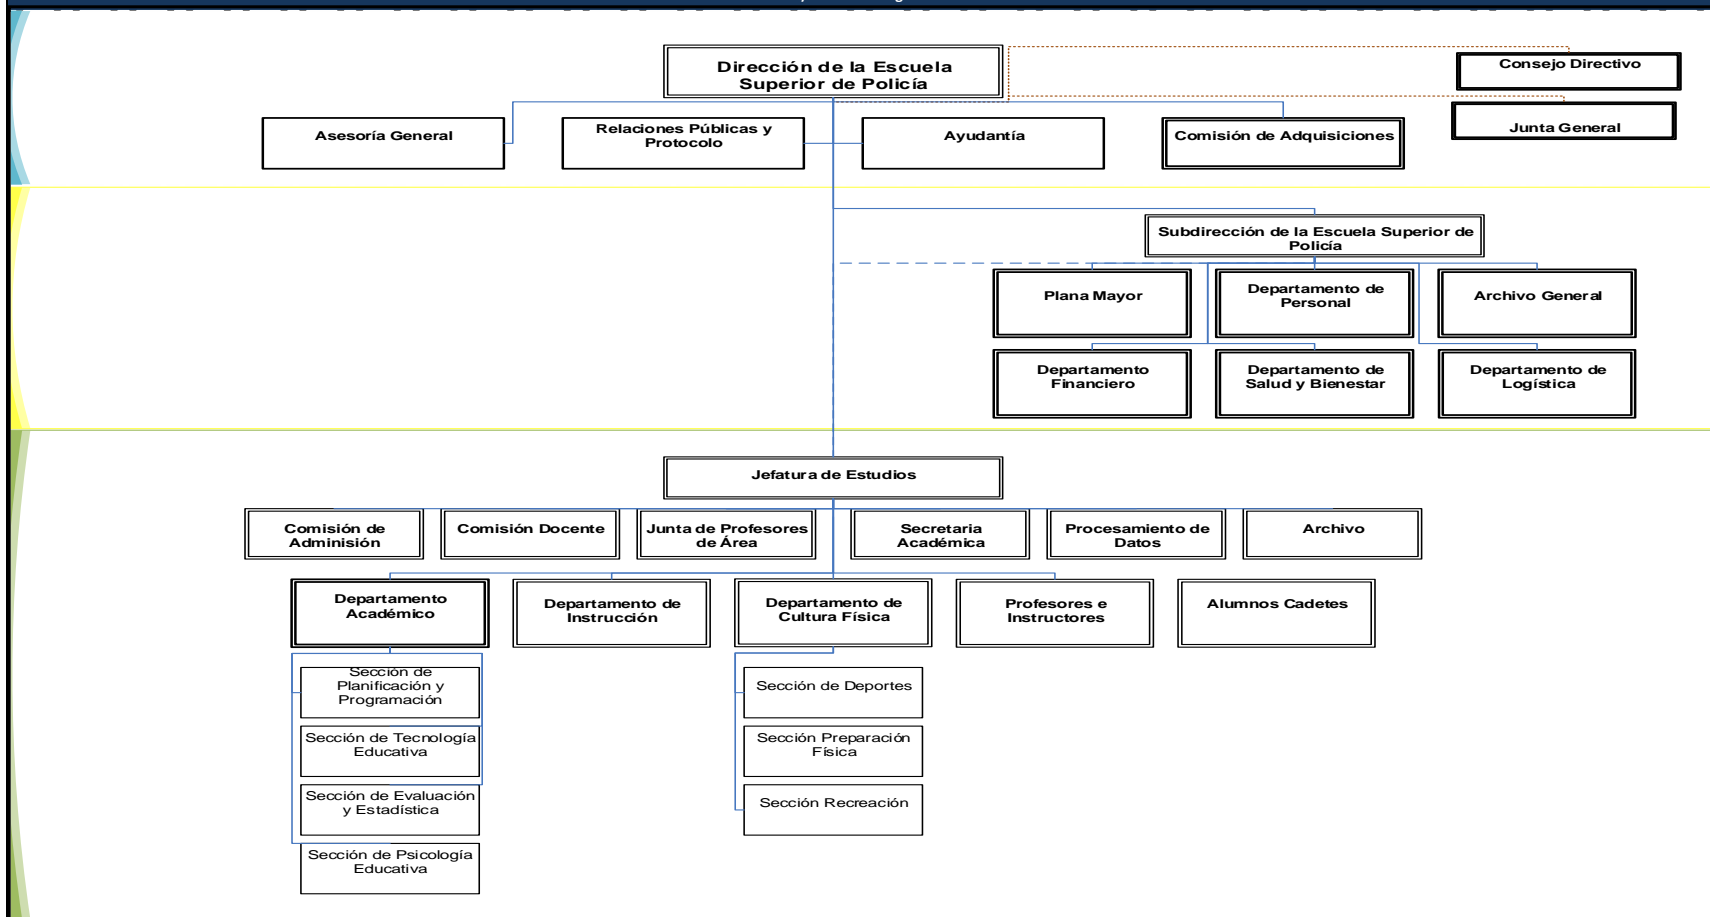 Dirección de la Escuela
Superior de Policía
Consejo Directivo
Junta General
Asesoría General
Relaciones Públicas y
Protocolo
Ayudantía
Comisión de Adquisiciones
Subdirección de la Escuela Superior de
Policía
Plana Mayor
Departamento de
Personal
Archivo General
Departamento
Financiero
Departamento de
Salud y Bienestar
Departamento de
Logística
Jefatura de Estudios
Comisión de
Adminisión
Comisión Docente
Junta de Profesores
de Área
Secretaria
Académica
Procesamiento de
Datos
Archivo
Departamento
Académico
Departamento de
Instrucción
Departamento de
Cultura Física
Profesores e
Instructores
Alumnos Cadetes
Sección de
Planificación y
Programación
Sección de Tecnología
Educativa
Sección de Evaluación
y Estadística
Sección de Psicología
Educativa
Sección de Deportes
Sección Preparación
Física
Sección Recreación